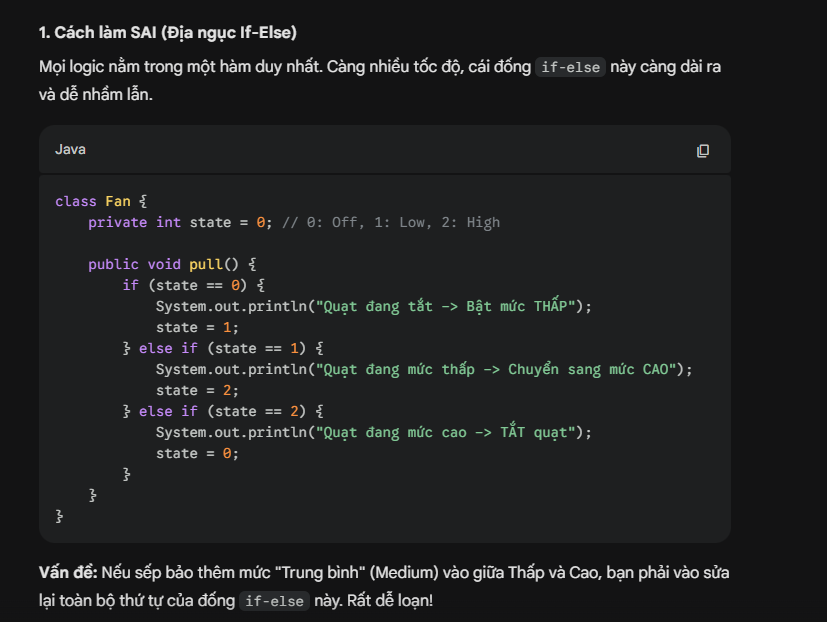 1. Cách làm SAI (Địa ngục If-Else)
Mọi logic nằm trong một hàm duy nhất. Càng nhiều tốc độ, cái đống if-else này càng dài ra
và dễ nhầm lẫn.
Java
class Fan {
    private int state = 0; // 0: Off, 1: Low, 2: High

    public void pull() {
        if (state == 0) {
            System.out.println("Quạt đang tắt -> Bật mức THẤP");
            state = 1;
        } else if (state == 1) {
            System.out.println("Quạt đang mức thấp -> Chuyển sang mức CAO");
            state = 2;
        } else if (state == 2) {
            System.out.println("Quạt đang mức cao -> TẮT quạt");
            state = 0;
        }
    }
}
Vấn đề: Nếu sếp bảo thêm mức "Trung bình" (Medium) vào giữa Thấp và Cao, bạn phải vào sửa
lại toàn bộ thứ tự của đống if-else này. Rất dễ loạn!